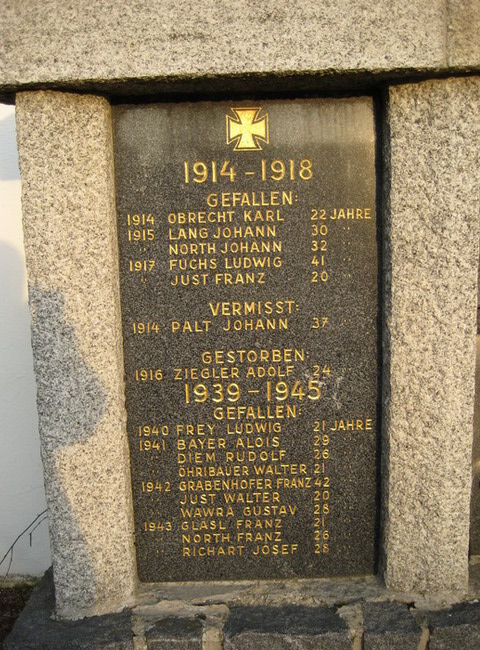 1914-1918
GEFALLEN:
1914 OBRECHT KARL 22 JAHRE
1915 LANG JOHANN 30 "
" NORTH JOHANN 32 "
1917 FUCHS LUDWIG 41 "
" JUST FRANZ 20 "
VERMISST:
1914 PALT JOHANN 37 "
GESTORBEN:
1916 ZIEGLER ADOLF 24 "
1939-1945
GEFALLEN:
1940 FREY LUDWIG 21 JAHRE
1941 BAYER ALOIS 29 "
" DIEM RUDOLF 26 "
" ÖHRIBAUER WALTER 21 "
1942 GRABENHOFER FRANZ 42 "
" JUST WALTER 20 "
" WAWRA GUSTAV 28 "
1943 GLASL FRANZ 21 "
" NORTH FRANZ 26 "
" RICHART JOSEF 28 "